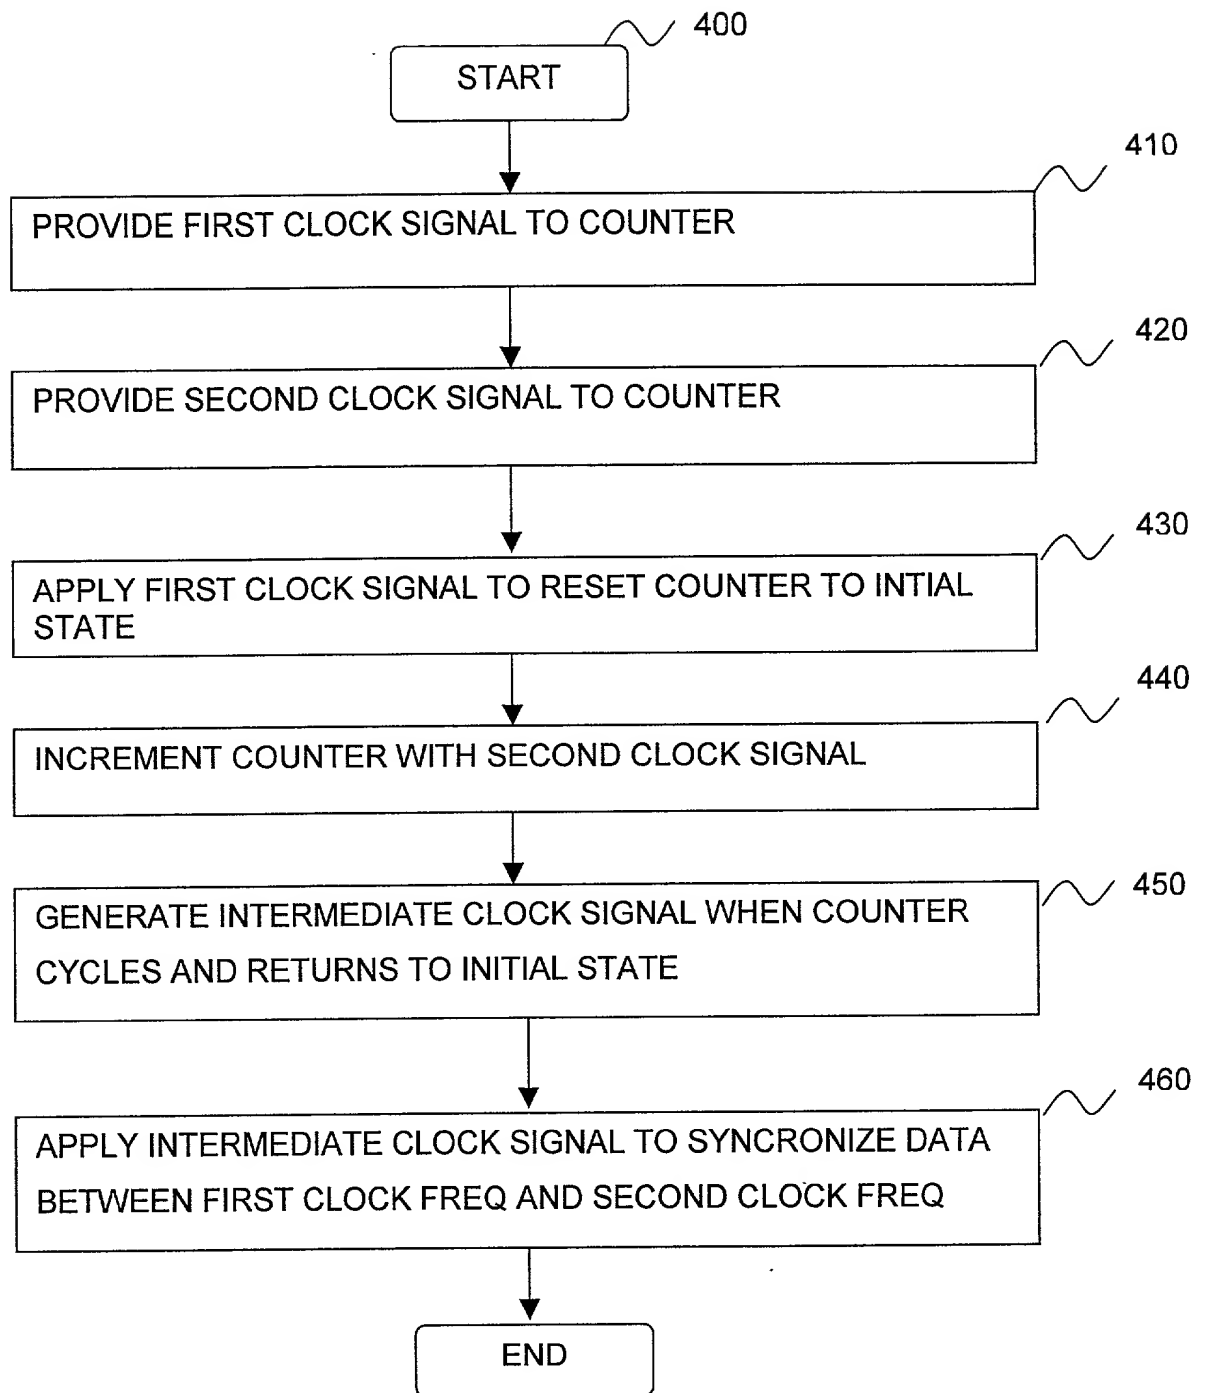 400
START
410
PROVIDE FIRST CLOCK SIGNAL TO COUNTER
420
PROVIDE SECOND CLOCK SIGNAL TO COUNTER
430
APPLY FIRST CLOCK SIGNAL TO RESET COUNTER TO INTIAL
STATE
440
INCREMENT COUNTER WITH SECOND CLOCK SIGNAL
450
GENERATE INTERMEDIATE CLOCK SIGNAL WHEN COUNTER
CYCLES AND RETURNS TO INITIAL STATE
460
APPLY INTERMEDIATE CLOCK SIGNAL TO SYNCRONIZE DATA
BETWEEN FIRST CLOCK FREQ AND SECOND CLOCK FREQ
END